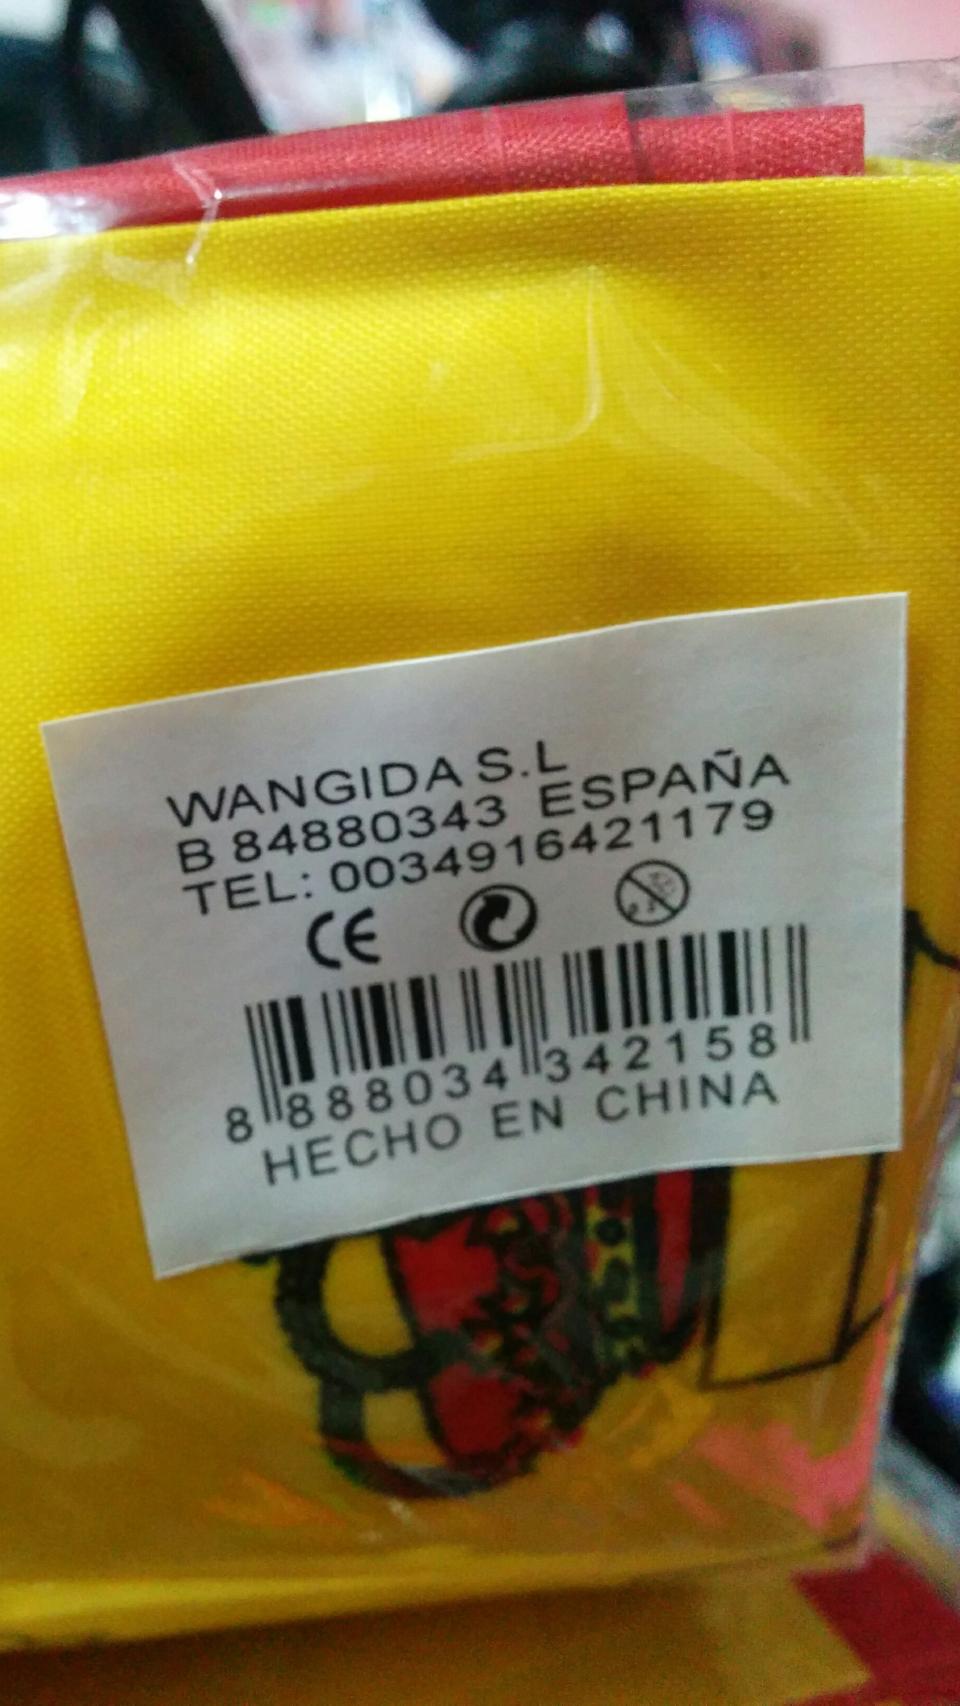 WANGIDA S.L
B 84880343 ESPAÑA
TEL: 0034916421179
CE
8 888034 342158
HECHO EN CHINA